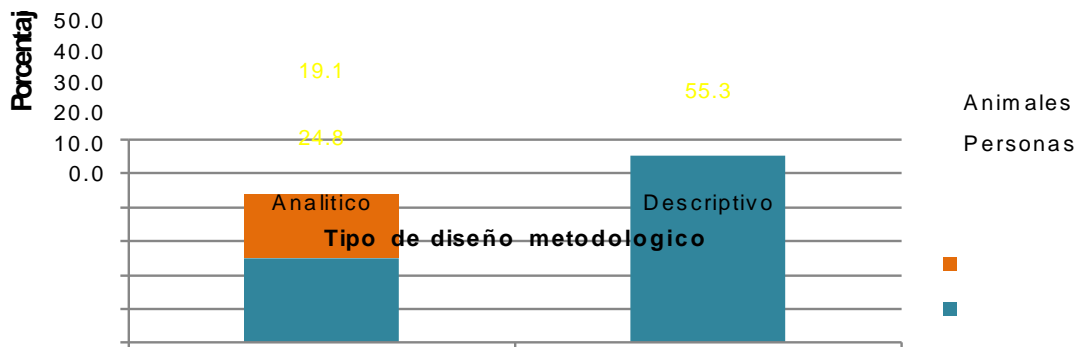 Porcentaj
50.0
40.0
30.0
20.0
10.0
0.0
19.1
24.8
55.3
Animales
Personas
Analitico
Descriptivo
Tipo de diseño metodologico